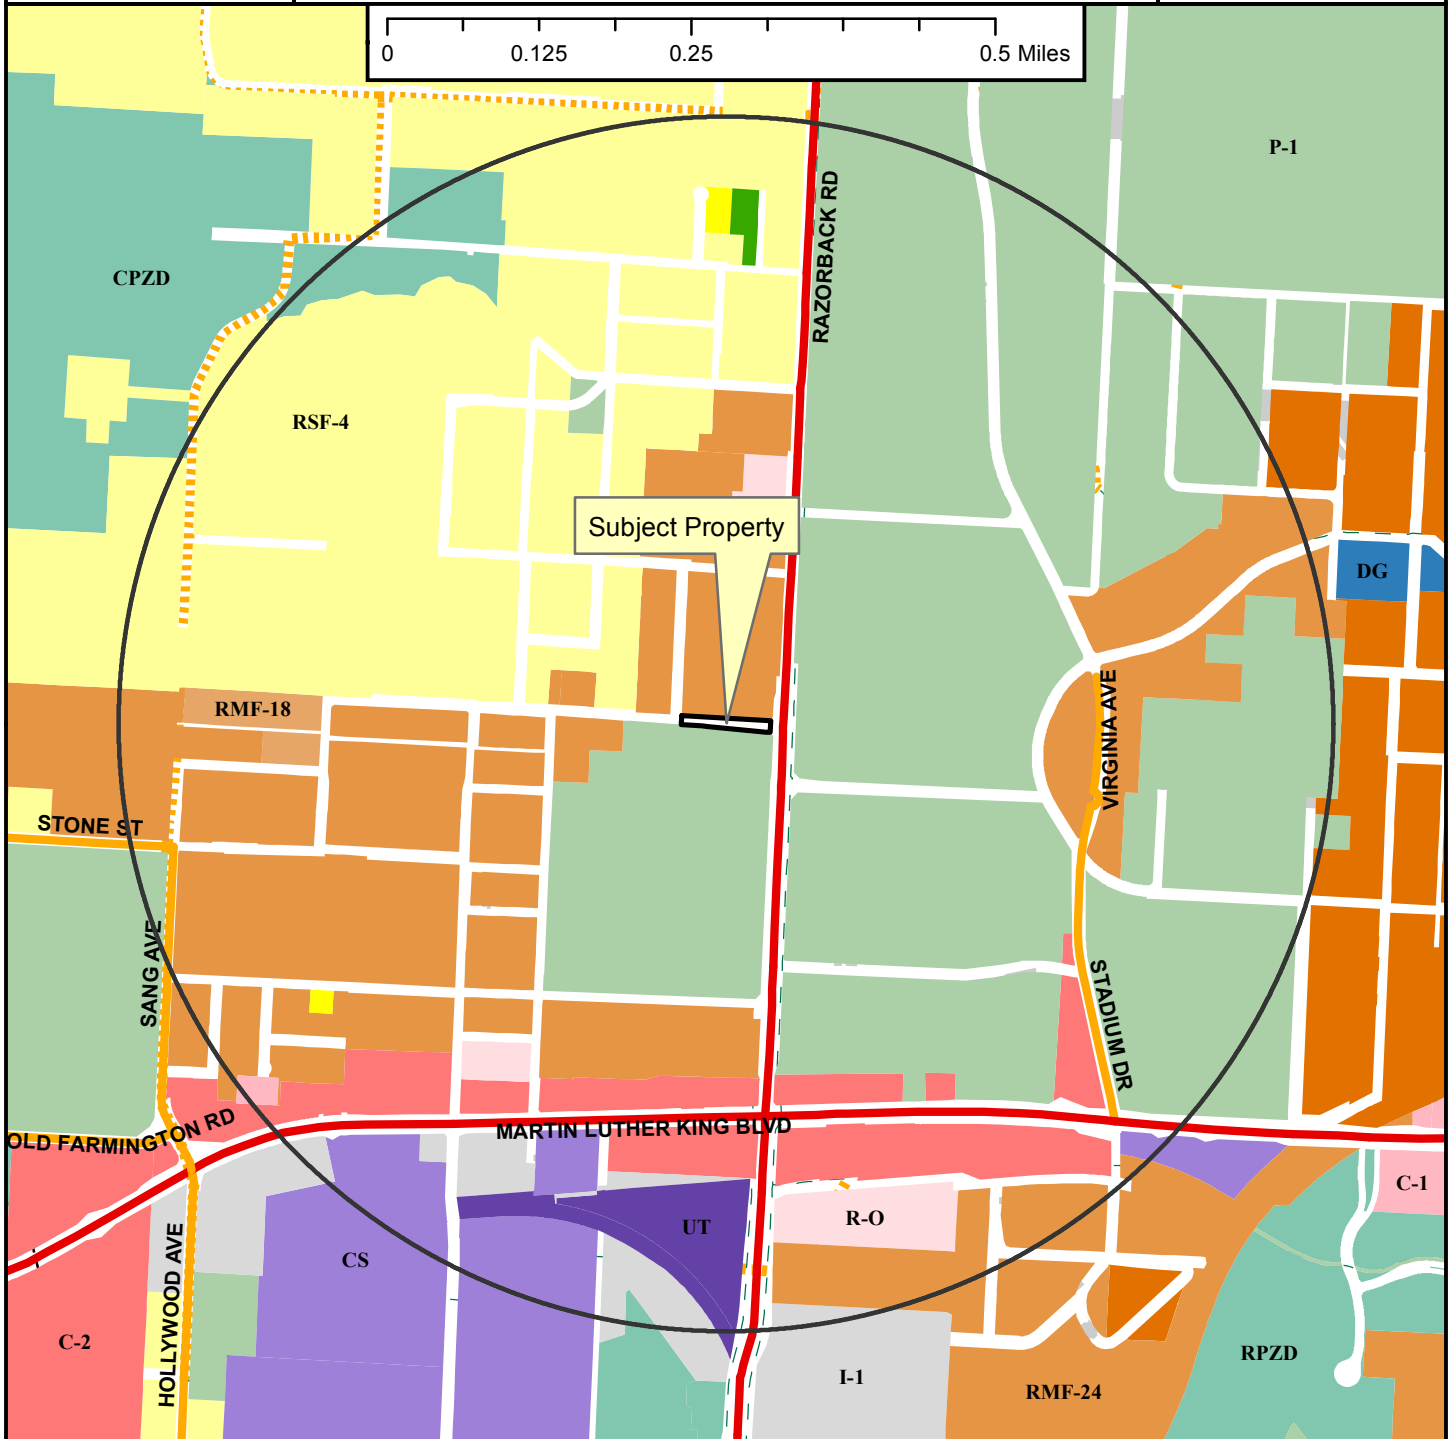 0 0.125 0.25 0.5 Miles
P-1
RAZORBACK RD
CPZD
RSF-4
Subject Property
DG
RMF-18
VIRGINIA AVE
STONE ST
SANG AVE
STADIUM DR
OLD FARMINGTON RD
MARTIN LUTHER KING BLVD
C-1
R-O
UT
CS
HOLLYWOOD AVE
C-2
RPZD
I-1
RMF-24